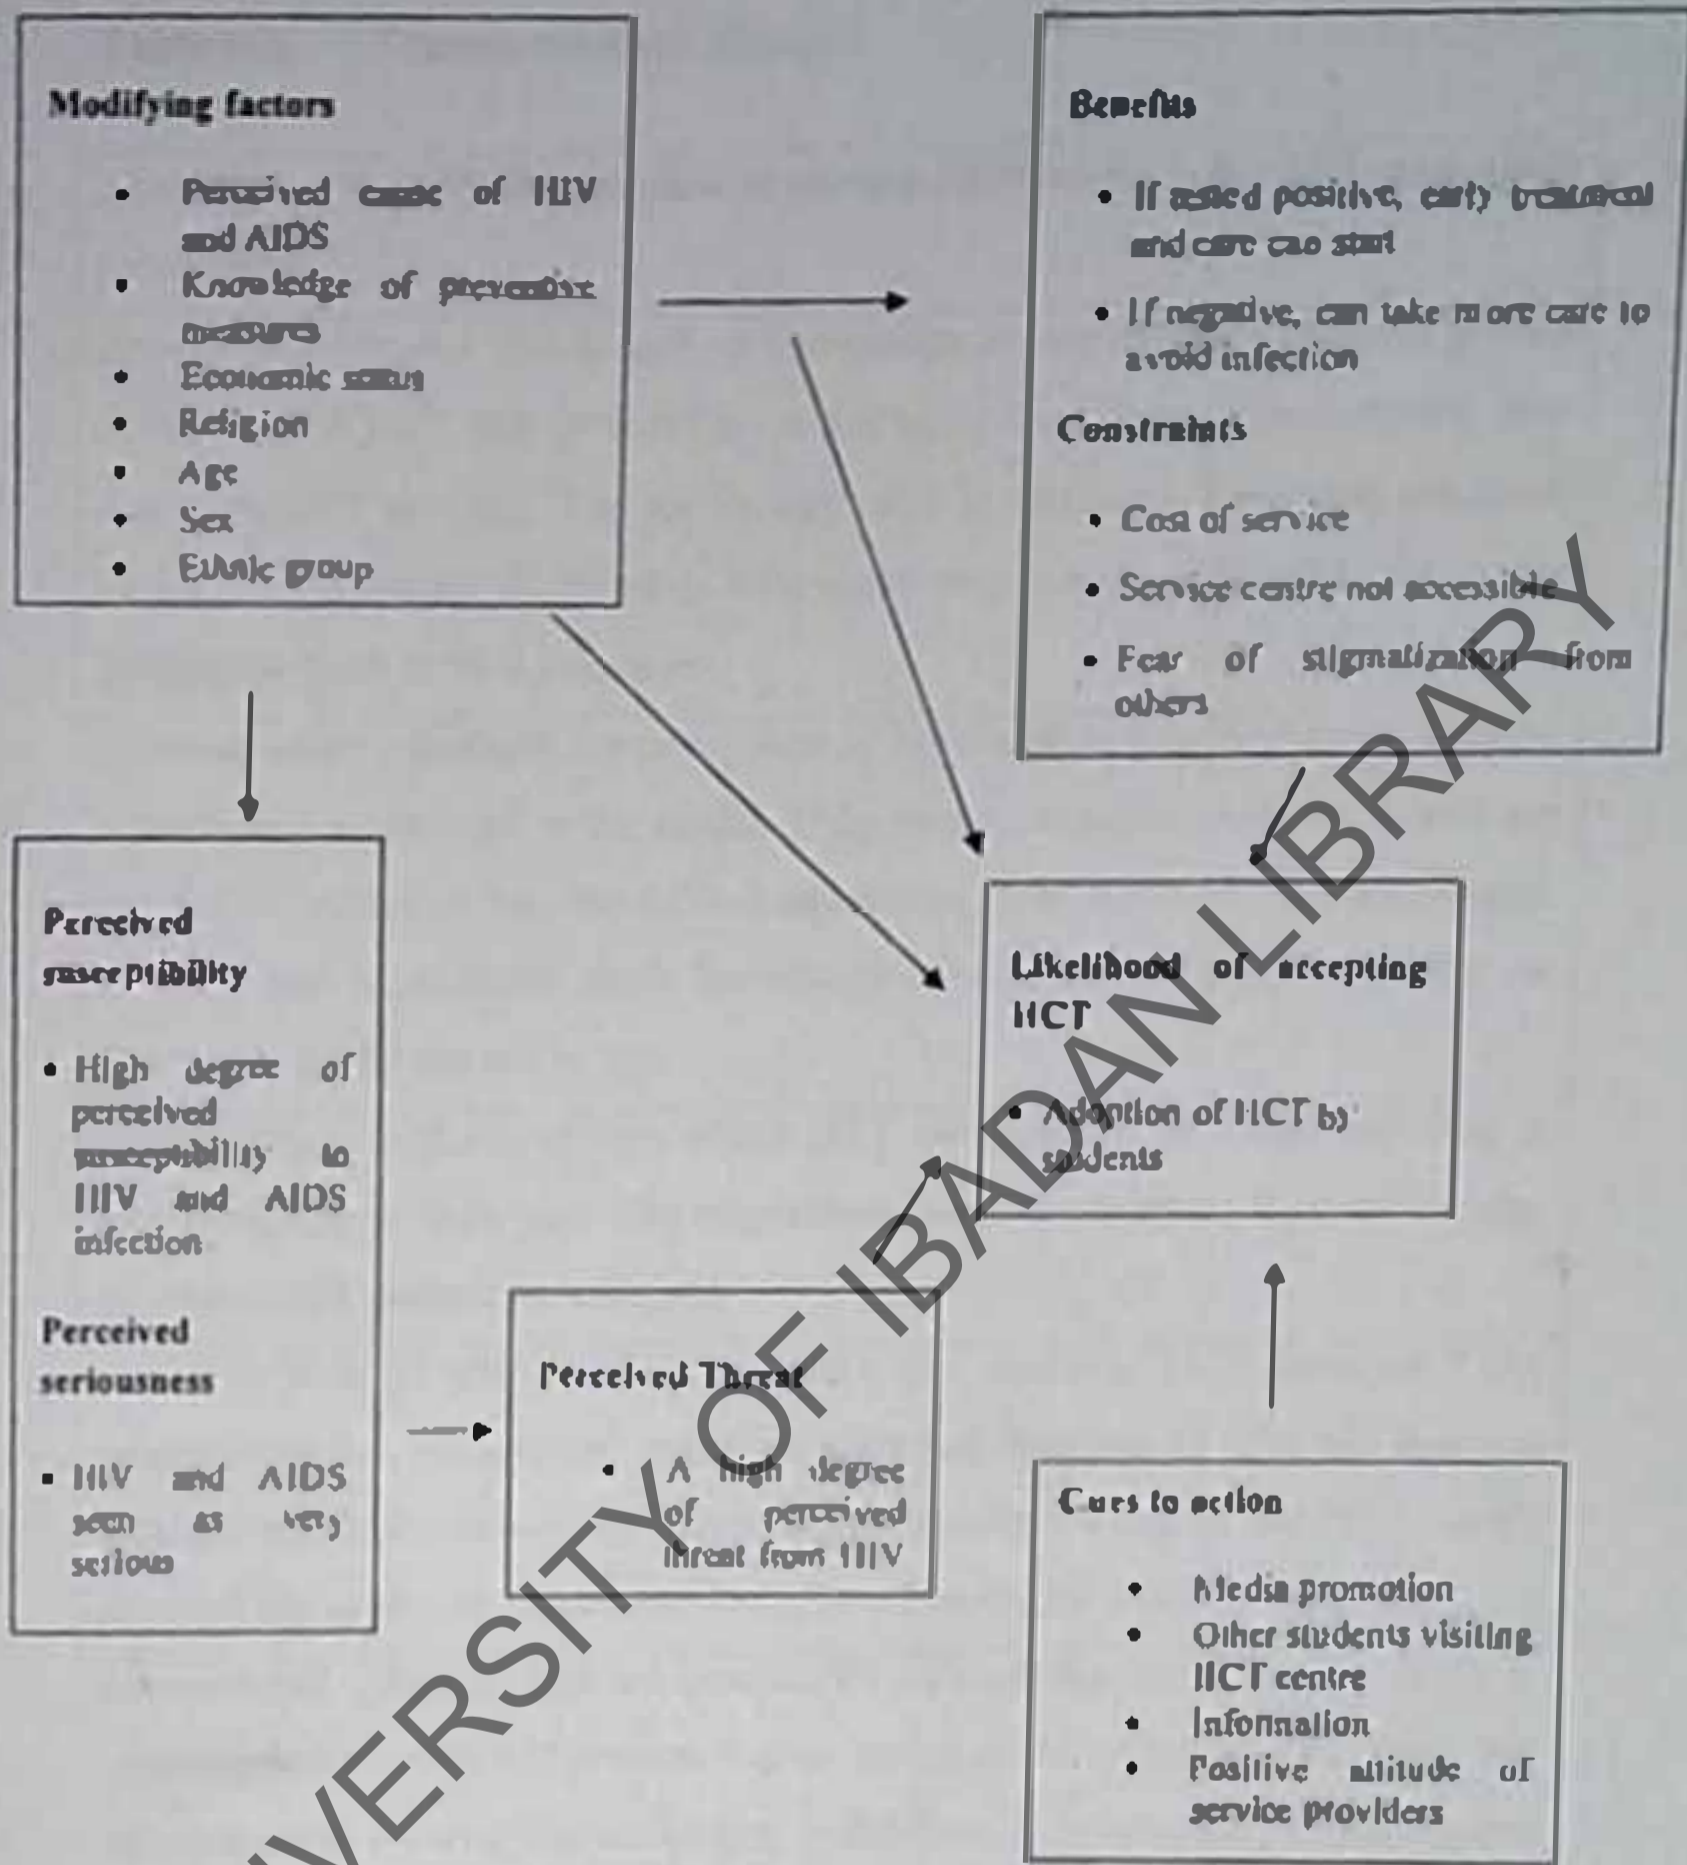 Modifying factors
• Perceived cause of HIV
and AIDS
• Knowledge of preventive
measures
• Economic status
• Religion
• Age
• Sex
• Ethnic group
Benefits
• If tested positive, early treatment
and care can start
• If negative, can take more care to
avoid infection
Constraints
• Cost of service
• Service centre not accessible
• Fear of stigmatization from
others
Perceived
susceptibility
• High degree of
perceived
susceptibility to
HIV and AIDS
infection
Perceived
seriousness
• HIV and AIDS
seen as very
serious
Perceived Threat
• A high degree
of perceived
threat from HIV
Likelihood of accepting
HCT
• Adoption of HCT by
students
Cues to action
• Media promotion
• Other students visiting
HCT centre
• Information
• Positive attitude of
service providers
UNIVERSITY OF IBADAN LIBRARY